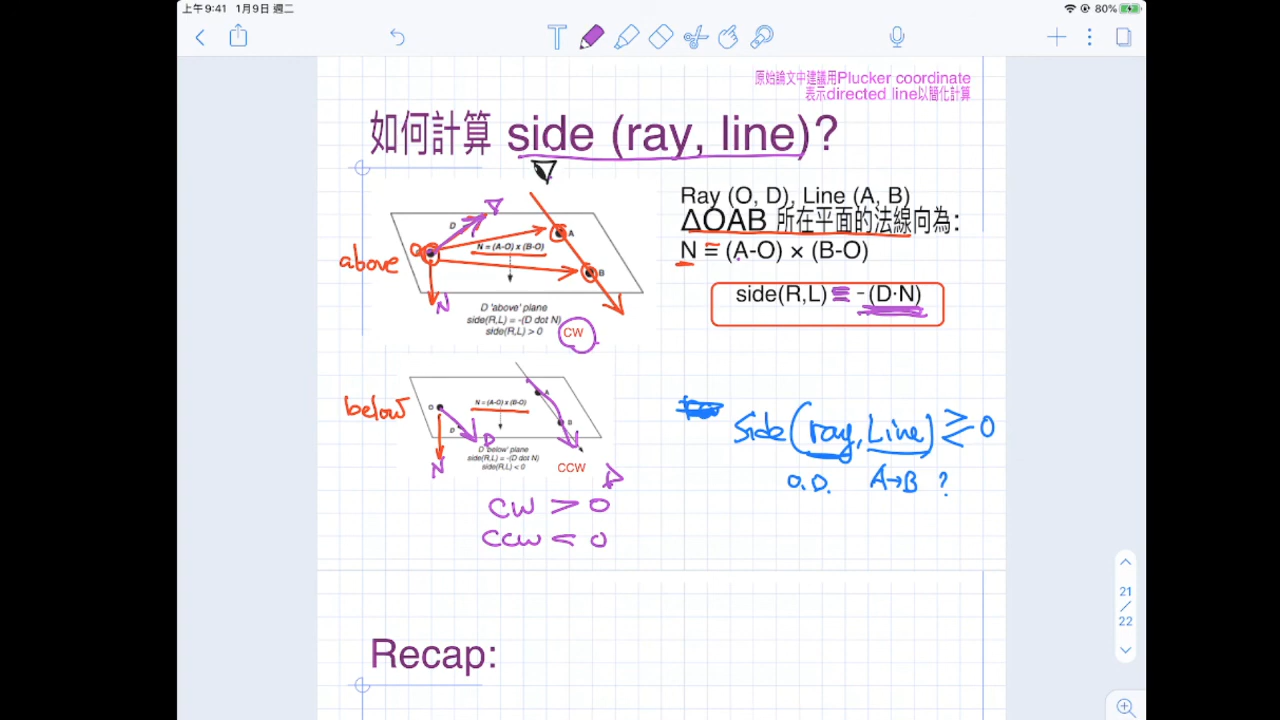 上午9:41 1月9日 週二
80%
原始論文中建議用Plucker coordinate
表示directed line以簡化計算
如何計算 side (ray, line)?
Ray (O, D), Line (A, B)
ΔOAB 所在平面的法線向為:
N ≡ (A-O) × (B-O)
side(R,L) ≡ -(D·N)
above
D
A
N = (A-O) x (B-O)
B
N
D 'above' plane
side(R,L) = -(D dot N)
side(R,L) > 0
CW
below
O
A
N = (A-O) x (B-O)
B
D
D
N
D 'below' plane
side(R,L) = -(D dot N)
side(R,L) < 0
CCW
CW > 0
CCW < 0
Side(ray, Line) ≷ 0
O.D. A→B ?
21
/
22
Recap: